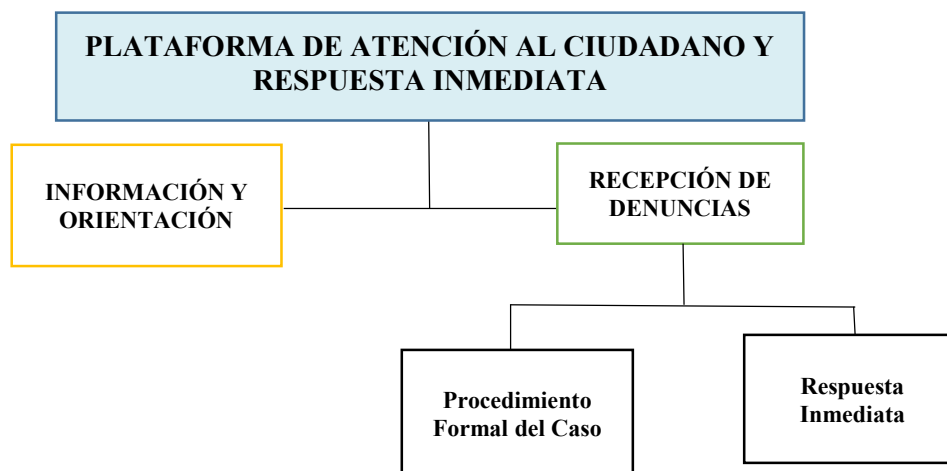 PLATAFORMA DE ATENCIÓN AL CIUDADANO Y
RESPUESTA INMEDIATA
INFORMACIÓN Y
ORIENTACIÓN
RECEPCIÓN DE
DENUNCIAS
Procedimiento
Formal del Caso
Respuesta
Inmediata